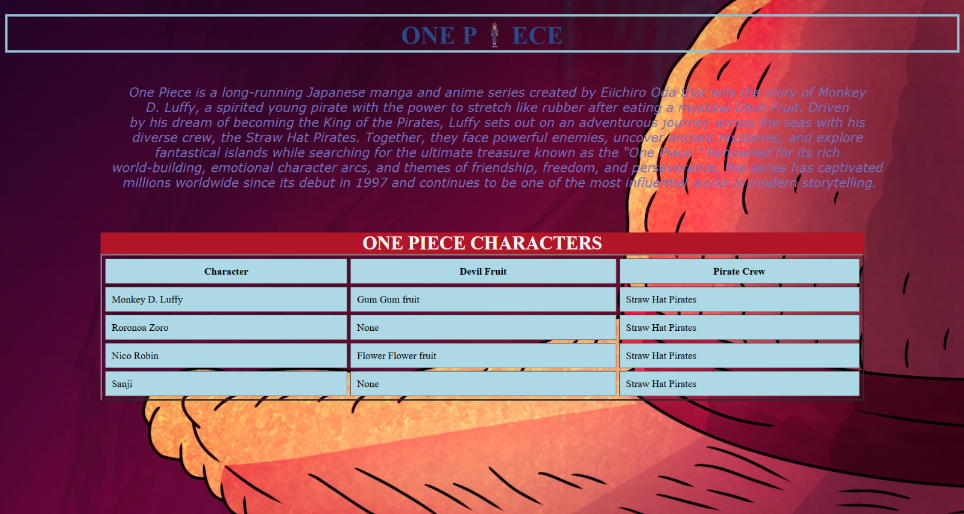 ONE P ECE
One Piece is a long-running Japanese manga and anime series created by Eiichiro Oda that tells the story of Monkey
D. Luffy, a spirited young pirate with the power to stretch like rubber after eating a mystical Devil Fruit. Driven
by his dream of becoming the King of the Pirates, Luffy sets out on an adventurous journey across the seas with his
diverse crew, the Straw Hat Pirates. Together, they face powerful enemies, uncover ancient mysteries, and explore
fantastical islands while searching for the ultimate treasure known as the “One Piece.” Renowned for its rich
world-building, emotional character arcs, and themes of friendship, freedom, and perseverance, the series has captivated
millions worldwide since its debut in 1997 and continues to be one of the most influential works in modern storytelling.
ONE PIECE CHARACTERS
Character Devil Fruit Pirate Crew
Monkey D. Luffy Gum Gum fruit Straw Hat Pirates
Roronoa Zoro None Straw Hat Pirates
Nico Robin Flower Flower fruit Straw Hat Pirates
Sanji None Straw Hat Pirates